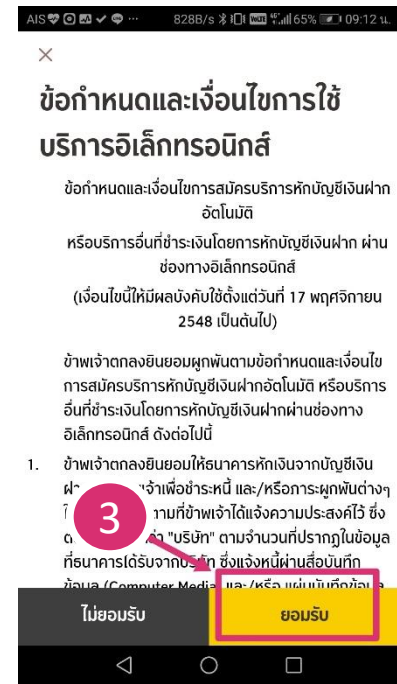 AIS ... 828B/s 65% 09:12 น.
ข้อกำหนดและเงื่อนไขการใช้
บริการอิเล็กทรอนิกส์
ข้อกำหนดและเงื่อนไขการสมัครบริการหักบัญชีเงินฝาก
อัตโนมัติ
หรือบริการอื่นที่ชำระเงินโดยการหักบัญชีเงินฝาก ผ่าน
ช่องทางอิเล็กทรอนิกส์
(เงื่อนไขนี้ให้มีผลบังคับใช้ตั้งแต่วันที่ 17 พฤศจิกายน
2548 เป็นต้นไป)
ข้าพเจ้าตกลงยินยอมผูกพันตามข้อกำหนดและเงื่อนไข
การสมัครบริการหักบัญชีเงินฝากอัตโนมัติ หรือบริการ
อื่นที่ชำระเงินโดยการหักบัญชีเงินฝากผ่านช่องทาง
อิเล็กทรอนิกส์ ดังต่อไปนี้
1. ข้าพเจ้าตกลงยินยอมให้ธนาคารหักเงินจากบัญชีเงิน
เจ้าเพื่อชำระหนี้ และ/หรือภาระผูกพันต่างๆ
ตามที่ข้าพเจ้าได้แจ้งความประสงค์ไว้ ซึ่ง
"บริษัท" ตามจำนวนที่ปรากฏในข้อมูล
3
ที่ธนาคารได้รับจากบริษัท ซึ่งแจ้งหนี้ผ่านสื่อบันทึก
ข้อมูล (Computer Media) และ/หรือ แผ่นบันทึกข้อมูล
ไม่ยอมรับ ยอมรับ